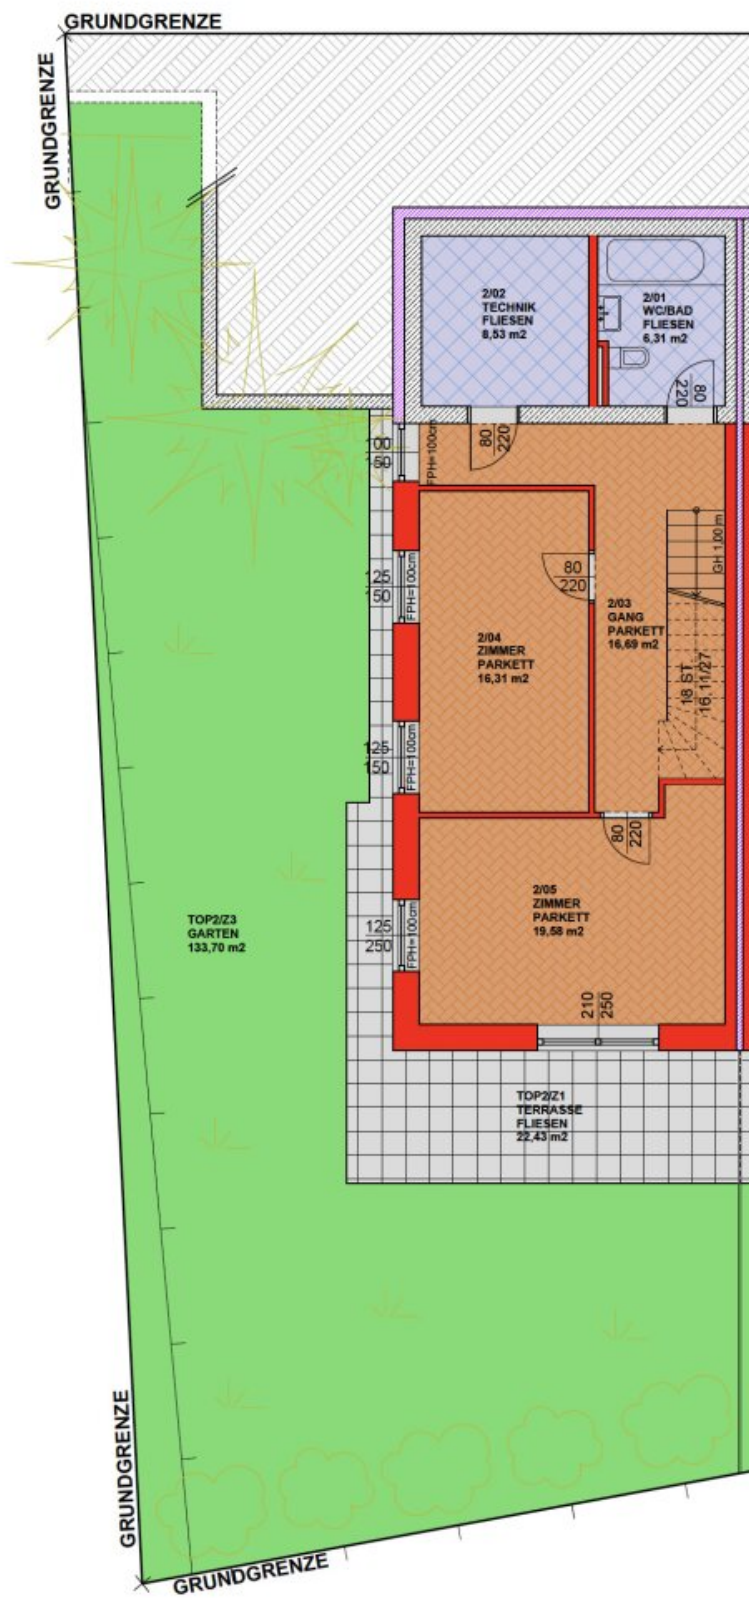 GRUNDGRENZE
GRUNDGRENZE
2/02
TECHNIK
FLIESEN
8,53 m2
2/01
WC/BAD
FLIESEN
6,31 m2
80
220
80
220
100
150
FPH=100cm
125
150
FPH=100cm
80
220
GH 1,00 m
2/03
GANG
PARKETT
16,69 m2
2/04
ZIMMER
PARKETT
16,31 m2
18 ST
16,11/27
125
150
FPH=100cm
80
220
2/05
ZIMMER
PARKETT
19,58 m2
TOP2/Z3
GARTEN
133,70 m2
125
250
FPH=100cm
210
250
TOP2/Z1
TERRASSE
FLIESEN
22,43 m2
GRUNDGRENZE
GRUNDGRENZE